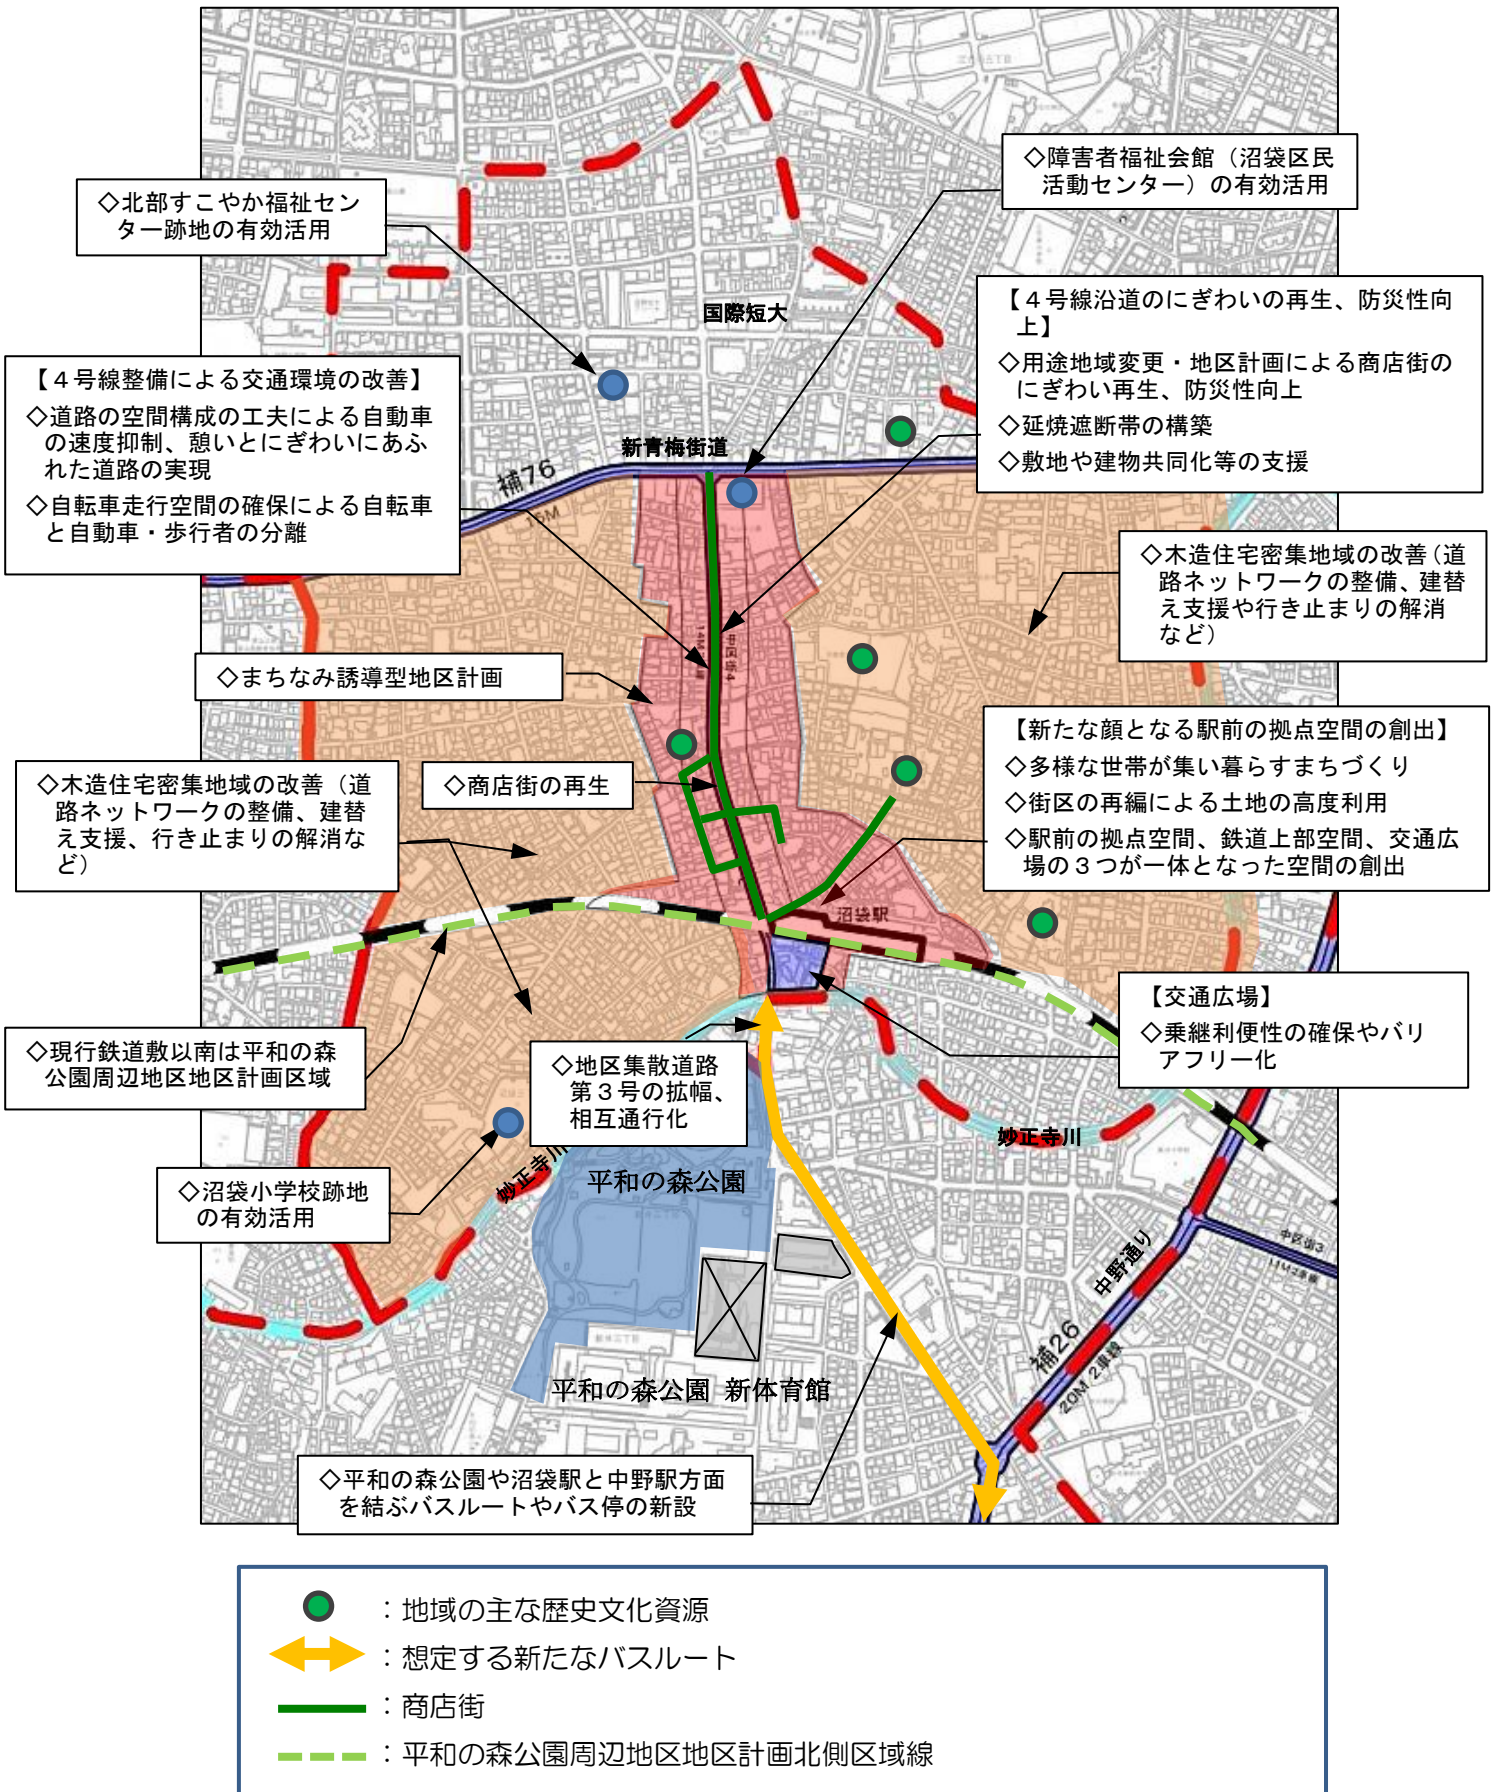 ◇障害者福祉会館（沼袋区民
活動センター）の有効活用
◇北部すこやか福祉セン
ター跡地の有効活用
国際短大
【４号線沿道のにぎわいの再生、防災性向
上】
◇用途地域変更・地区計画による商店街の
にぎわい再生、防災性向上
◇延焼遮断帯の構築
◇敷地や建物共同化等の支援
【４号線整備による交通環境の改善】
◇道路の空間構成の工夫による自動車
の速度抑制、憩いとにぎわいにあふ
れた道路の実現
◇自転車走行空間の確保による自転車
と自動車・歩行者の分離
新青梅街道
補76
15M
◇木造住宅密集地域の改善（道
路ネットワークの整備、建替
え支援や行き止まりの解消
など）
中区街4
◇まちなみ誘導型地区計画
【新たな顔となる駅前の拠点空間の創出】
◇多様な世帯が集い暮らすまちづくり
◇街区の再編による土地の高度利用
◇駅前の拠点空間、鉄道上部空間、交通広
場の３つが一体となった空間の創出
◇商店街の再生
◇木造住宅密集地域の改善（道
路ネットワークの整備、建替
え支援、行き止まりの解消な
ど）
沼袋駅
【交通広場】
◇乗継利便性の確保やバリ
アフリー化
◇現行鉄道敷以南は平和の森
公園周辺地区地区計画区域
◇地区集散道路
第３号の拡幅、
相互通行化
妙正寺川
妙正寺川
平和の森公園
◇沼袋小学校跡地
の有効活用
中野通り
中区街3
11M2車線
補26
20M 2車線
平和の森公園 新体育館
◇平和の森公園や沼袋駅と中野駅方面
を結ぶバスルートやバス停の新設
：地域の主な歴史文化資源
：想定する新たなバスルート
：商店街
：平和の森公園周辺地区地区計画北側区域線